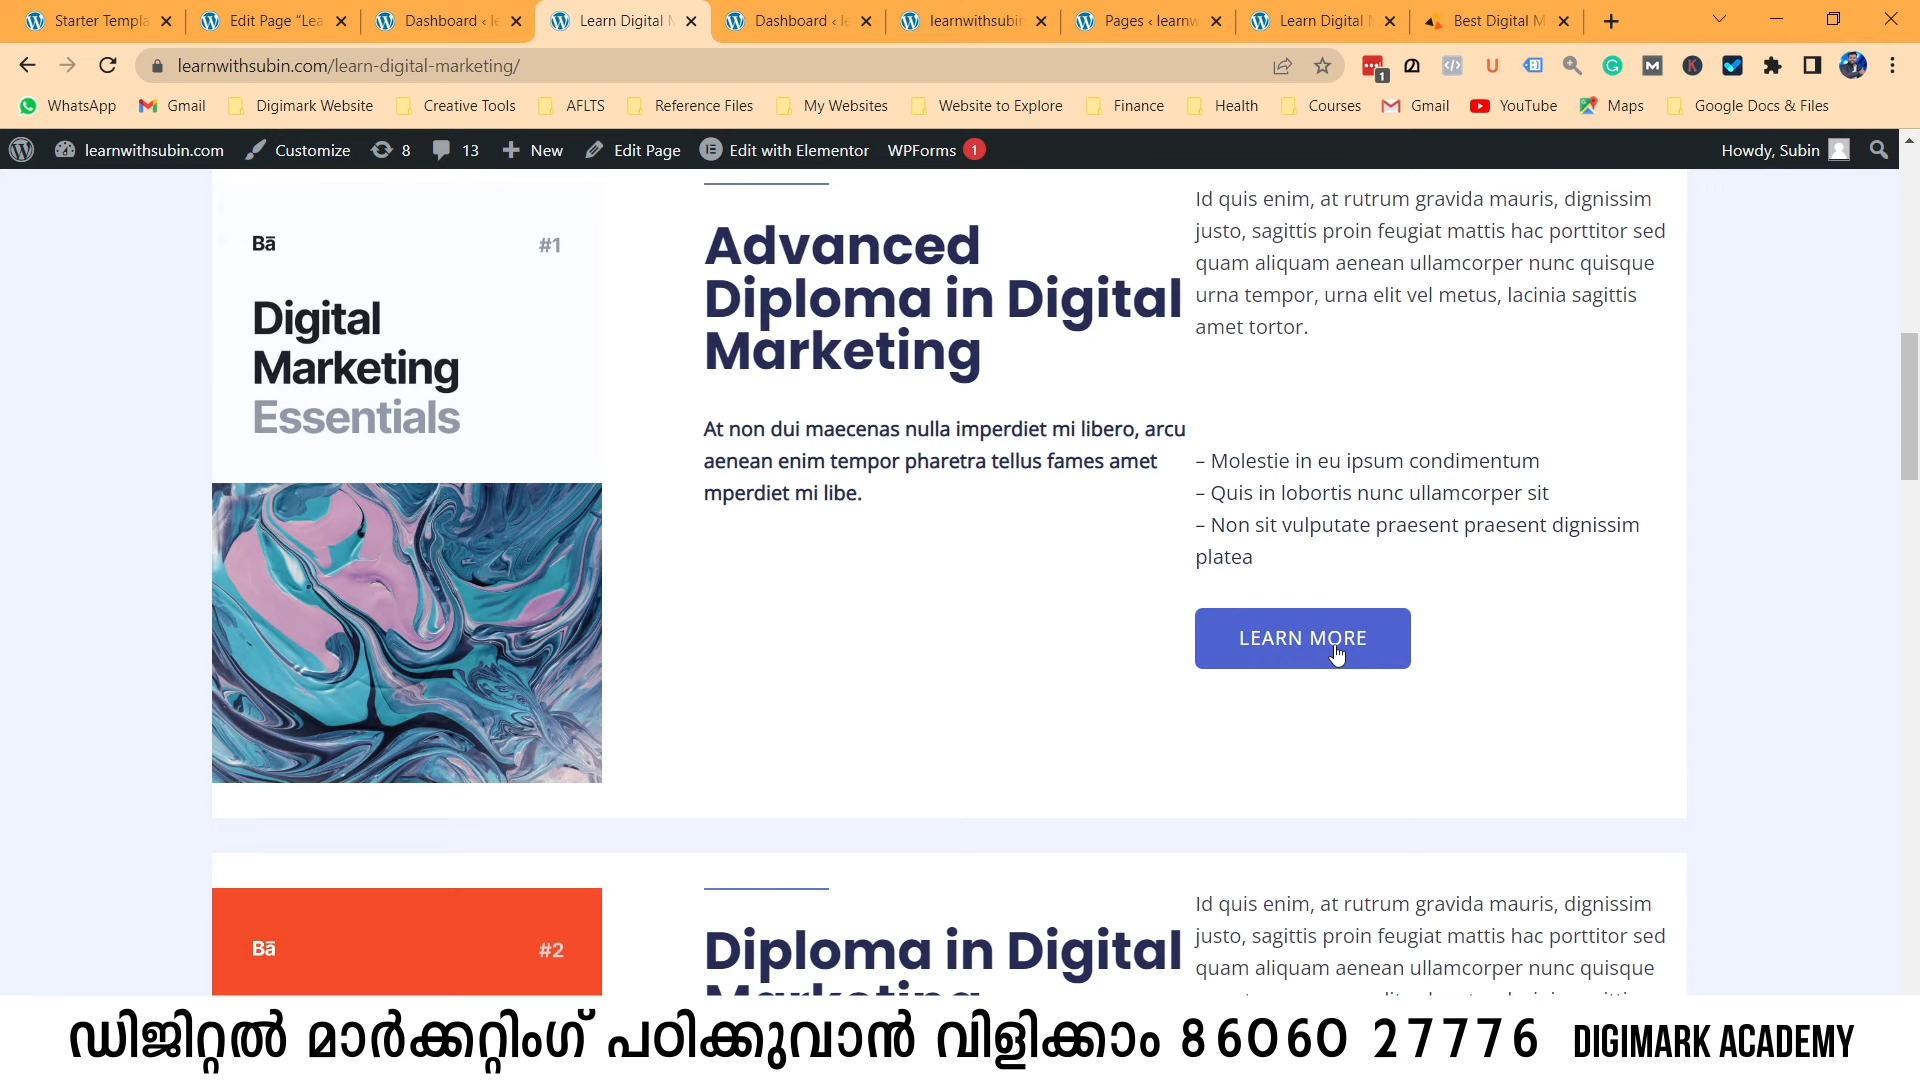 Starter Templa
Edit Page “Lea
Dashboard ‹ le
Learn Digital
Dashboard ‹ le
learnwithsubin
Pages ‹ learnw
Learn Digital
Best Digital M
learnwithsubin.com/learn-digital-marketing/
1
WhatsApp
Gmail
Digimark Website
Creative Tools
AFLTS
Reference Files
My Websites
Website to Explore
Finance
Health
Courses
Gmail
YouTube
Maps
Google Docs & Files
learnwithsubin.com
Customize
8
13
New
Edit Page
Edit with Elementor
WPForms 1
Howdy, Subin
Bā
#1
Digital
Marketing
Essentials
Advanced
Diploma in Digital
Marketing
At non dui maecenas nulla imperdiet mi libero, arcu
aenean enim tempor pharetra tellus fames amet
mperdiet mi libe.
Id quis enim, at rutrum gravida mauris, dignissim
justo, sagittis proin feugiat mattis hac porttitor sed
quam aliquam aenean ullamcorper nunc quisque
urna tempor, urna elit vel metus, lacinia sagittis
amet tortor.
– Molestie in eu ipsum condimentum
– Quis in lobortis nunc ullamcorper sit
– Non sit vulputate praesent praesent dignissim
platea
LEARN MORE
Bā
#2
Diploma in Digital
Marketing
Id quis enim, at rutrum gravida mauris, dignissim
justo, sagittis proin feugiat mattis hac porttitor sed
quam aliquam aenean ullamcorper nunc quisque
ഡിജിറ്റൽ മാർക്കറ്റിംഗ് പഠിക്കുവാൻ വിളിക്കാം 86060 27776 DIGIMARK ACADEMY